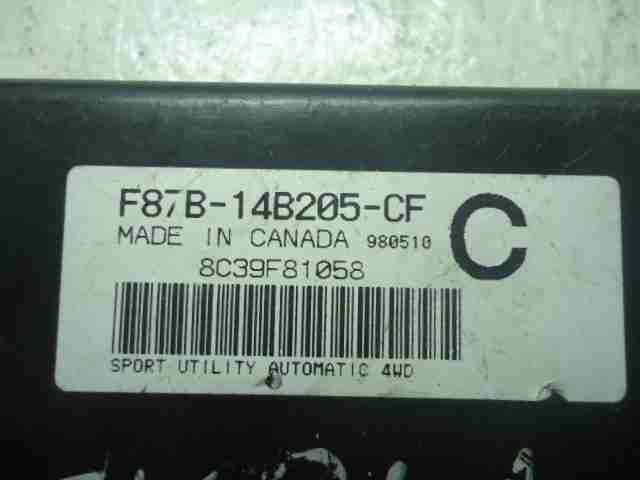 F87B-14B205-CF
C
MADE IN CANADA 980510
8C39F81058
SPORT UTILITY AUTOMATIC 4WD